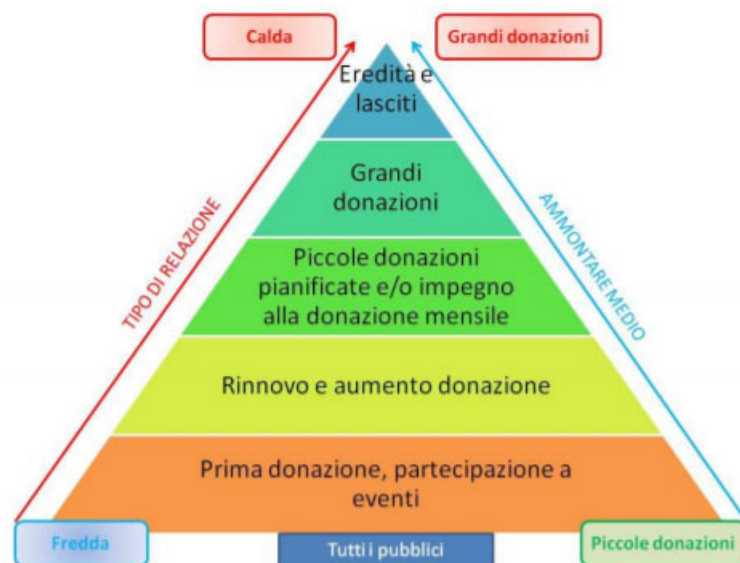 Calda
Grandi donazioni
Eredità e
lasciti
Grandi
donazioni
TIPO DI RELAZIONE
AMMONTARE MEDIO
Piccole donazioni
pianificate e/o impegno
alla donazione mensile
Rinnovo e aumento donazione
Prima donazione, partecipazione a
eventi
Fredda
Tutti i pubblici
Piccole donazioni